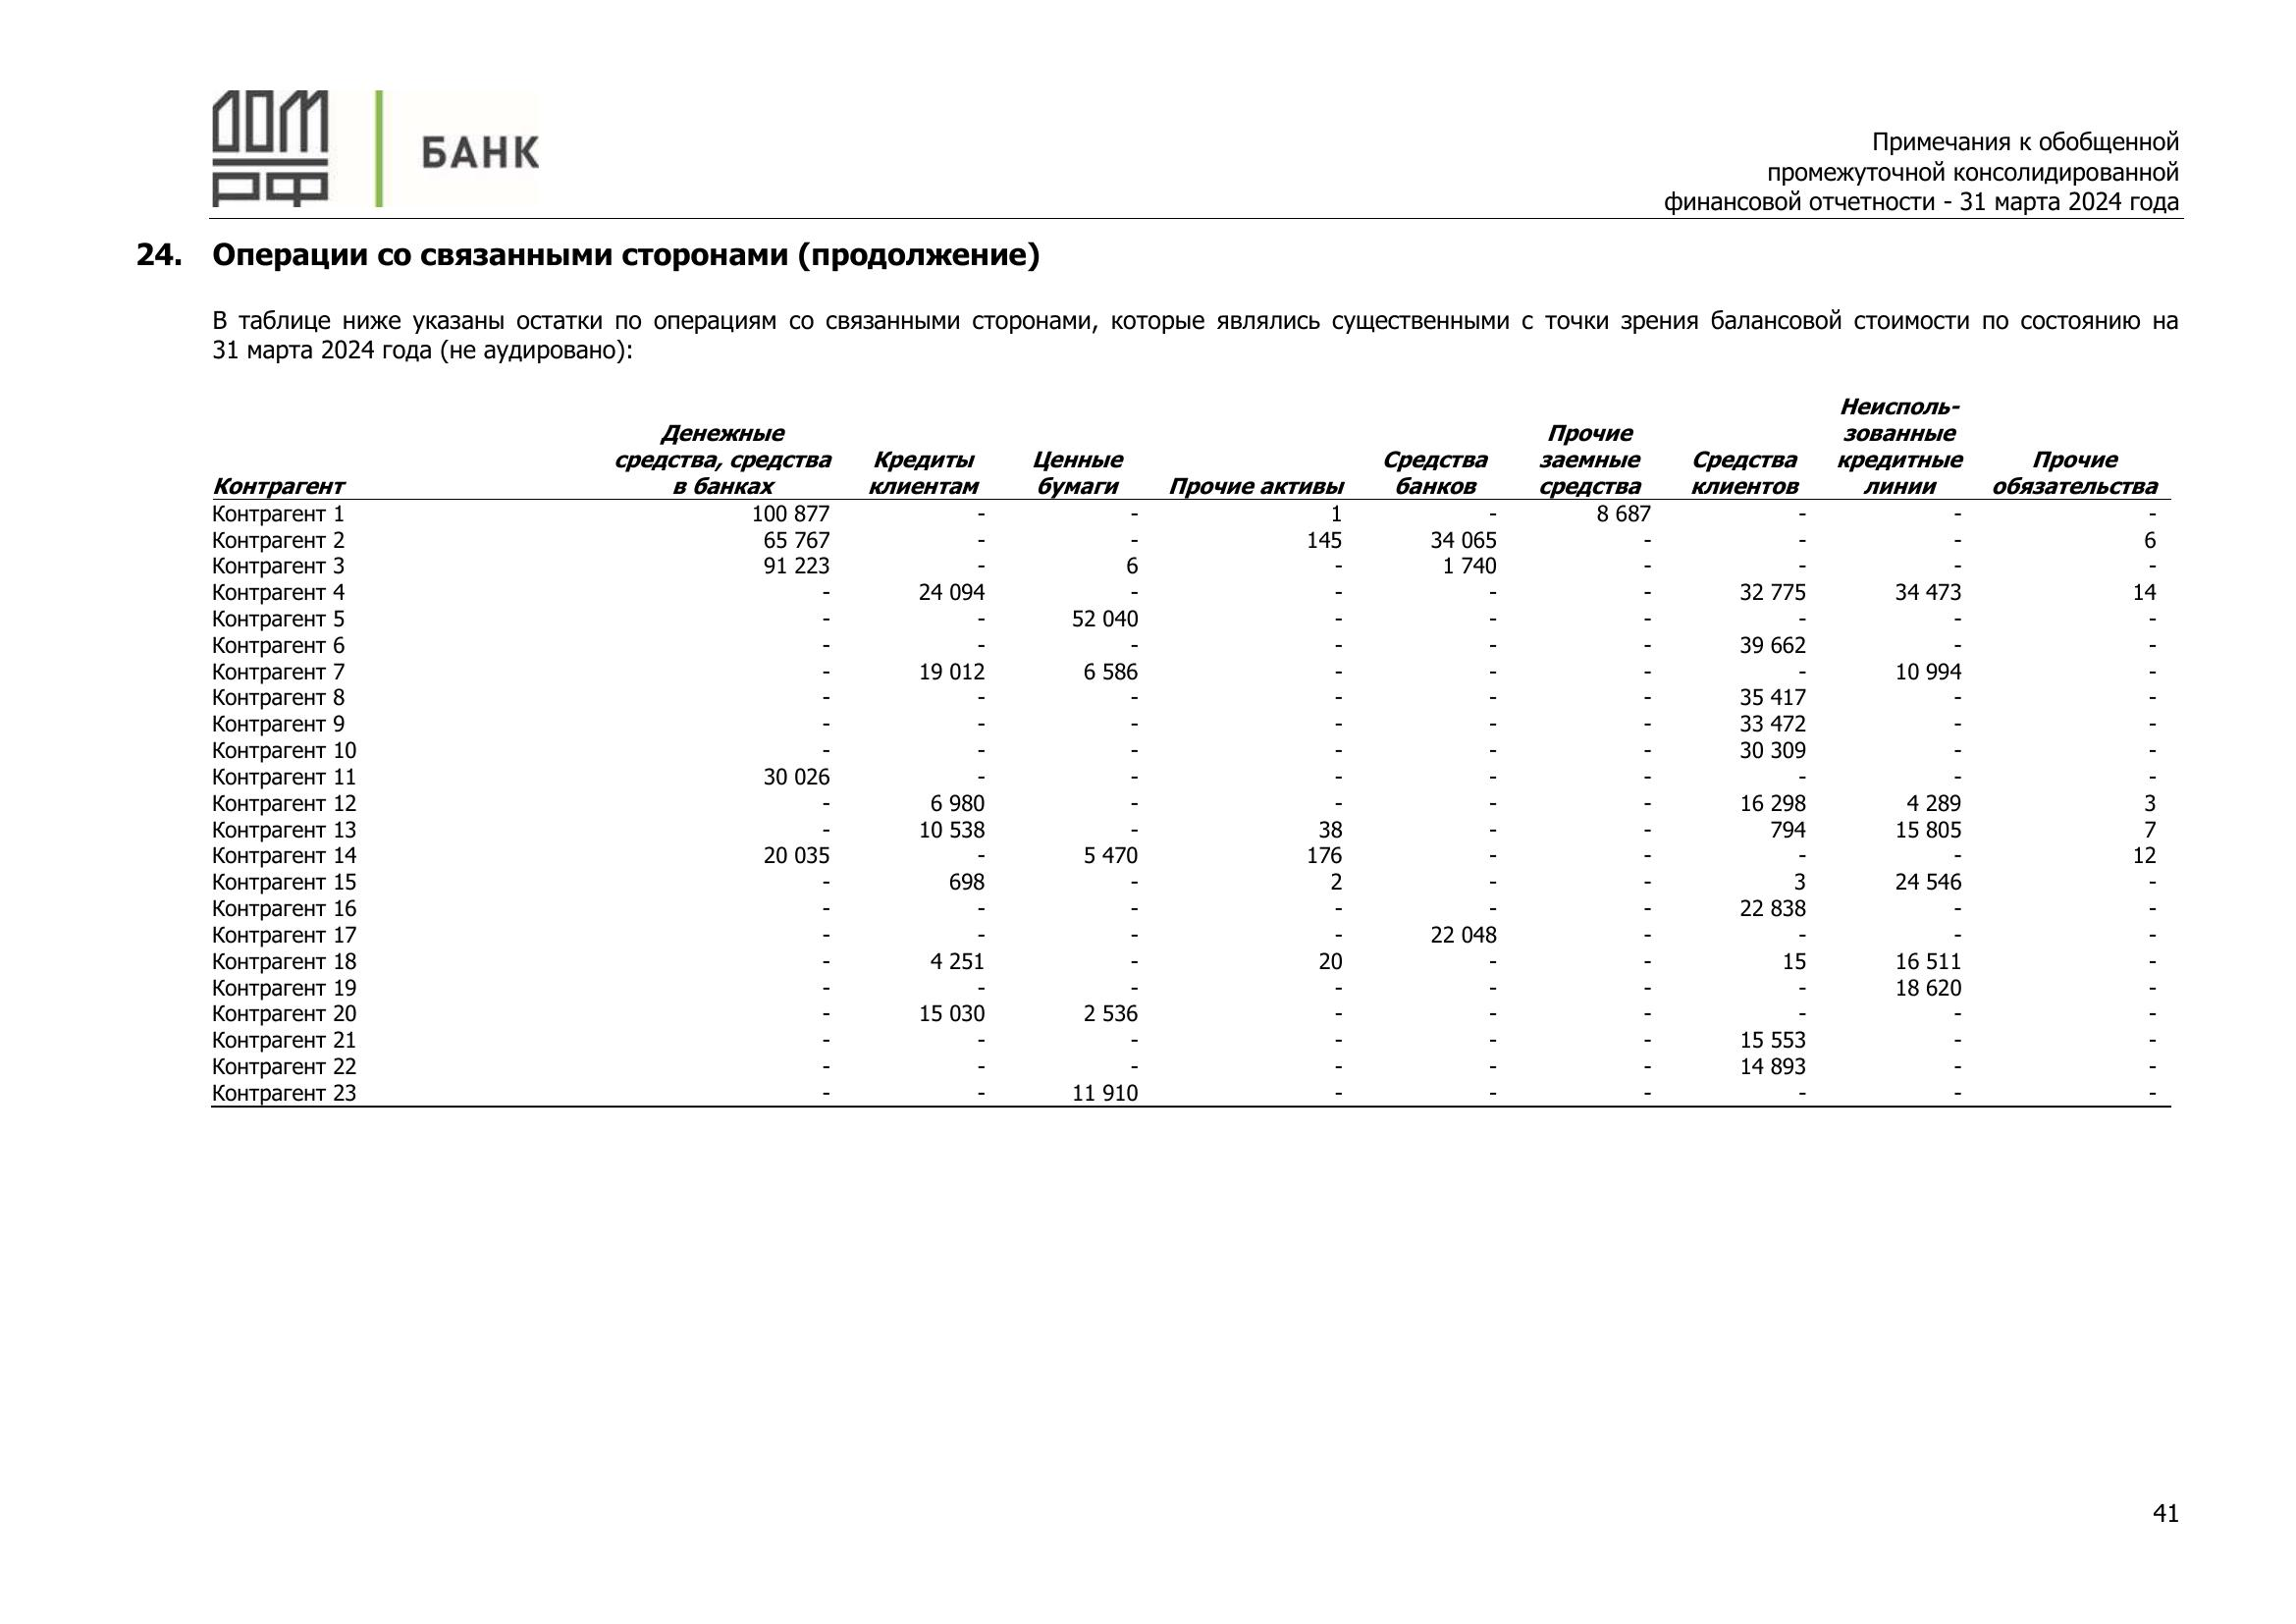 ДОМ
РФ
БАНК
Примечания к обобщенной
промежуточной консолидированной
финансовой отчетности - 31 марта 2024 года
24. Операции со связанными сторонами (продолжение)
В таблице ниже указаны остатки по операциям со связанными сторонами, которые являлись существенными с точки зрения балансовой стоимости по состоянию на
31 марта 2024 года (не аудировано):
Неисполь-
Денежные Прочие зованные
средства, средства Кредиты Ценные Средства заемные Средства кредитные Прочие
Контрагент в банках клиентам бумаги Прочие активы банков средства клиентов линии обязательства
Контрагент 1 100 877 - - 1 - 8 687 - - -
Контрагент 2 65 767 - - 145 34 065 - - - 6
Контрагент 3 91 223 - 6 - 1 740 - - - -
Контрагент 4 - 24 094 - - - - 32 775 34 473 14
Контрагент 5 - - 52 040 - - - - - -
Контрагент 6 - - - - - - 39 662 - -
Контрагент 7 - 19 012 6 586 - - - - 10 994 -
Контрагент 8 - - - - - - 35 417 - -
Контрагент 9 - - - - - - 33 472 - -
Контрагент 10 - - - - - - 30 309 - -
Контрагент 11 30 026 - - - - - - - -
Контрагент 12 - 6 980 - - - - 16 298 4 289 3
Контрагент 13 - 10 538 - 38 - - 794 15 805 7
Контрагент 14 20 035 - 5 470 176 - - - - 12
Контрагент 15 - 698 - 2 - - 3 24 546 -
Контрагент 16 - - - - - - 22 838 - -
Контрагент 17 - - - - 22 048 - - - -
Контрагент 18 - 4 251 - 20 - - 15 16 511 -
Контрагент 19 - - - - - - - 18 620 -
Контрагент 20 - 15 030 2 536 - - - - - -
Контрагент 21 - - - - - - 15 553 - -
Контрагент 22 - - - - - - 14 893 - -
Контрагент 23 - - 11 910 - - - - - -
41